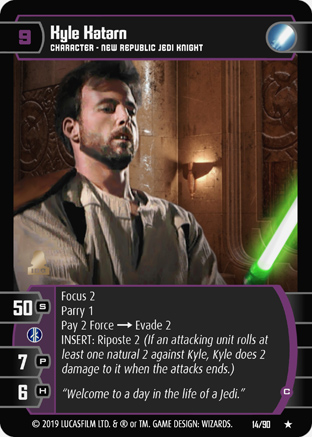 9
Kyle Katarn
CHARACTER - NEW REPUBLIC JEDI KNIGHT
Focus 2
50 S
Parry 1
Pay 2 Force → Evade 2
INSERT: Riposte 2 (If an attacking unit rolls at
least one natural 2 against Kyle, Kyle does 2
7 P
damage to it when the attacks ends.)
6 H
"Welcome to a day in the life of a Jedi."
C
© 2019 LUCASFILM LTD. & ® or TM. GAME DESIGN: WIZARDS.
14/90 ★